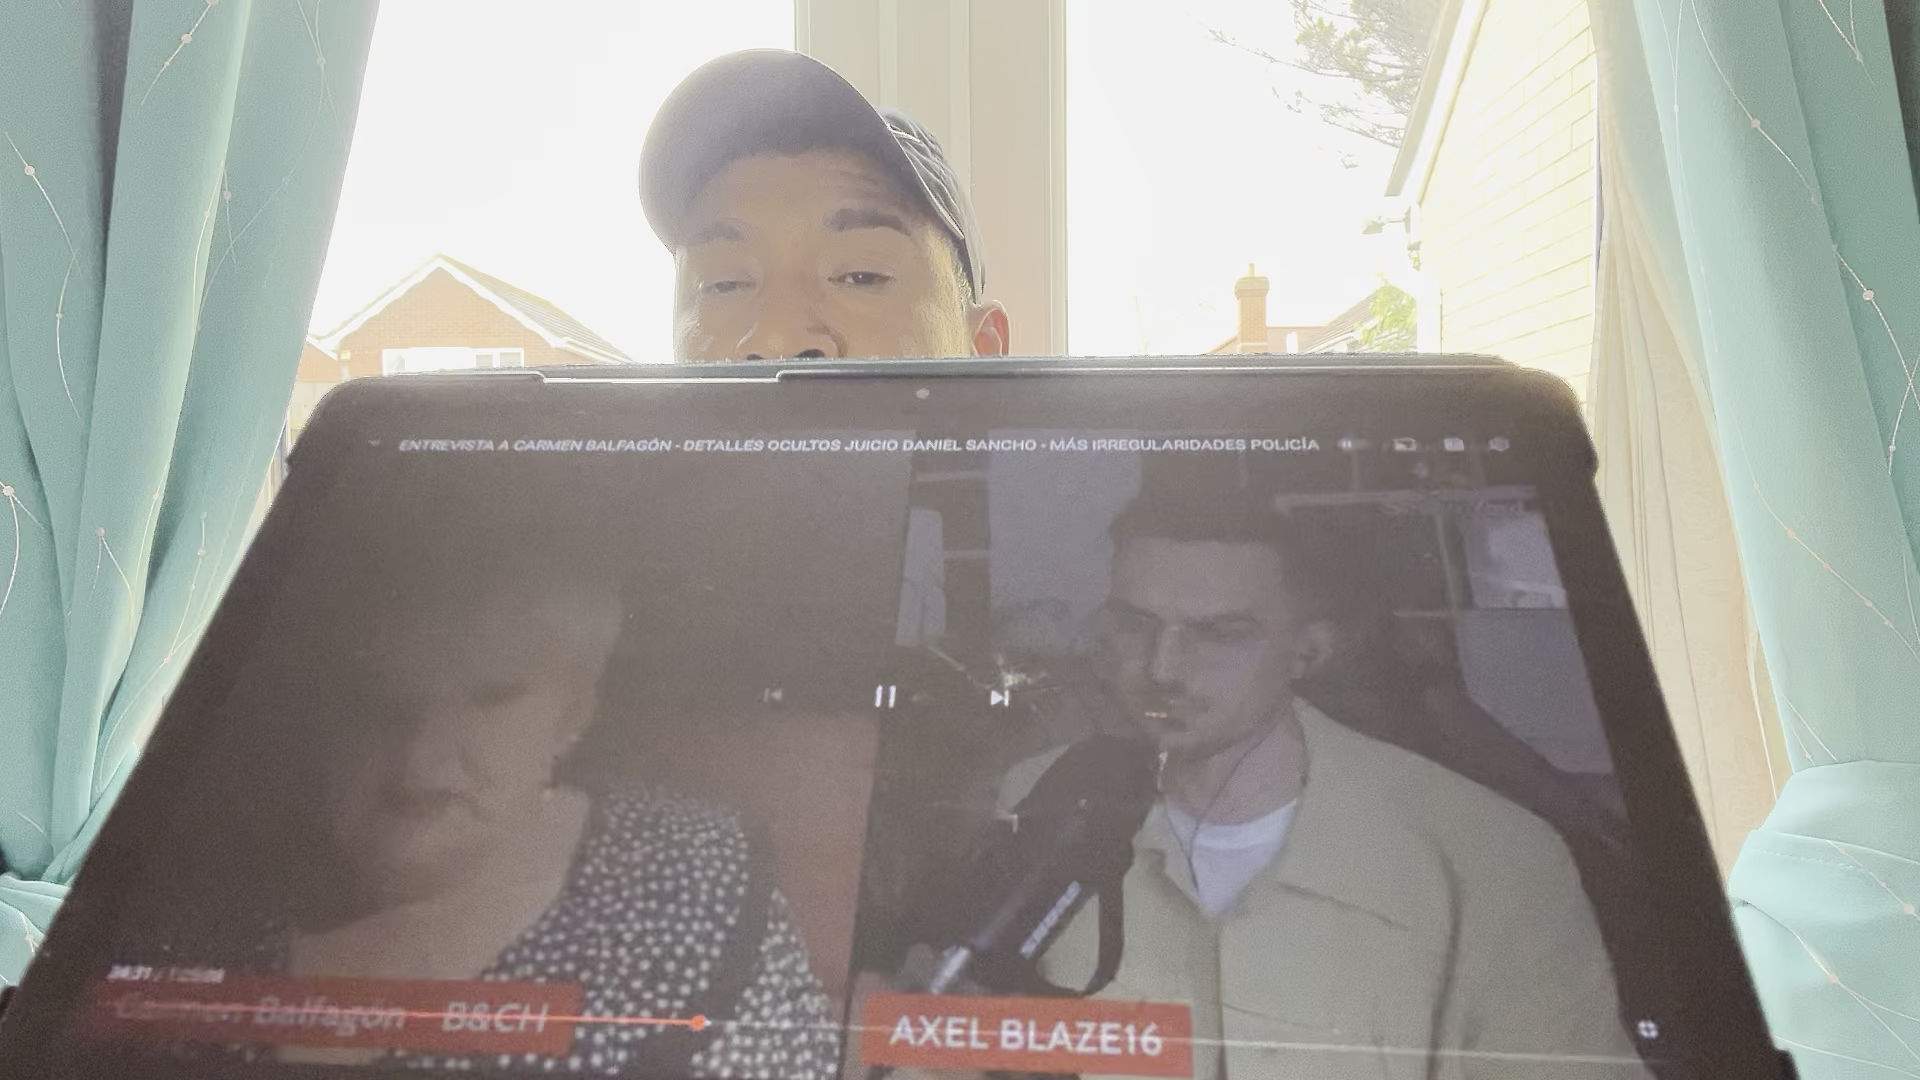 ENTREVISTA A CARMEN BALFAGÓN - DETALLES OCULTOS JUICIO DANIEL SANCHO - MÁS IRREGULARIDADES POLICÍA
Carmen Balfagón B&CH
AXEL BLAZE16